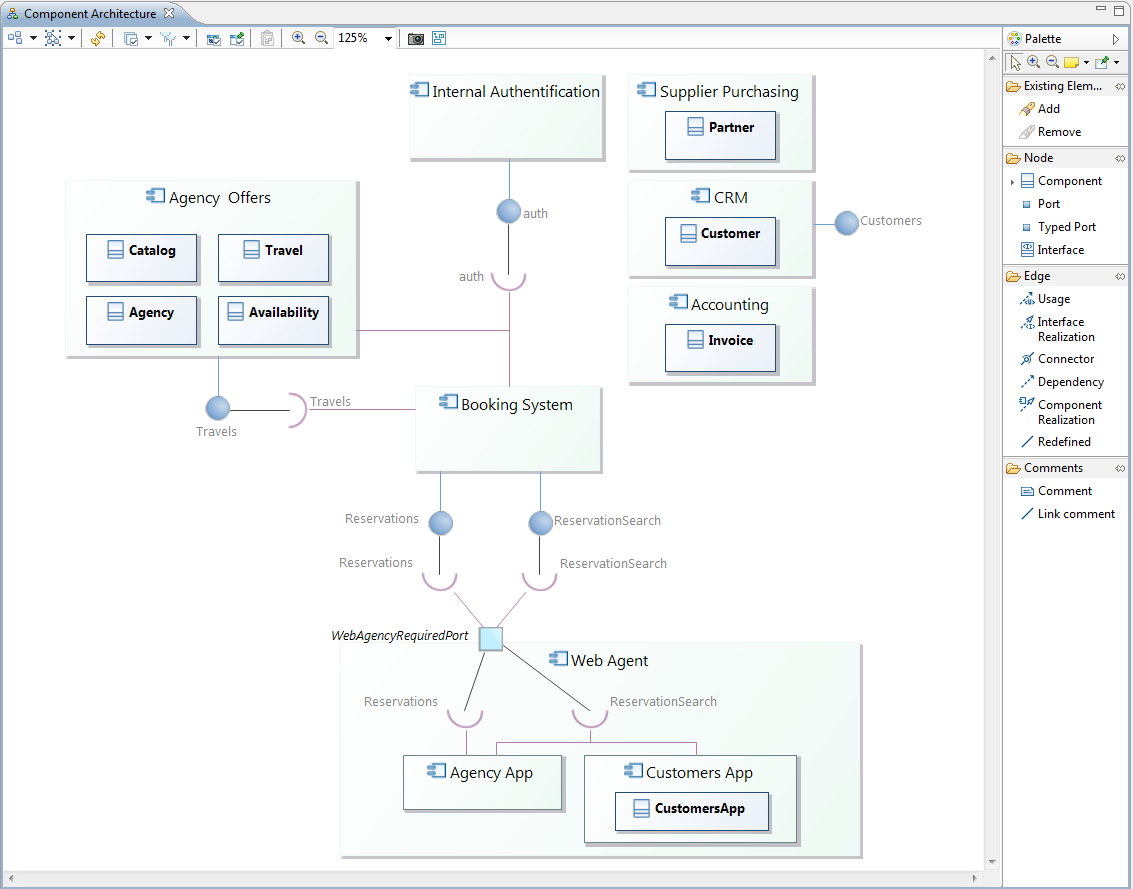 Component Architecture
125%
Internal Authentification
auth
auth
Supplier Purchasing
Partner
CRM
Customer
Customers
Accounting
Invoice
Agency  Offers
Catalog
Travel
Agency
Availability
Travels
Travels
Booking System
Reservations
ReservationSearch
Reservations
ReservationSearch
WebAgencyRequiredPort
Web Agent
Reservations
ReservationSearch
Agency App
Customers App
CustomersApp
Palette
Existing Elem...
Add
Remove
Node
Component
Port
Typed Port
Interface
Edge
Usage
Interface
Realization
Connector
Dependency
Component
Realization
Redefined
Comments
Comment
Link comment